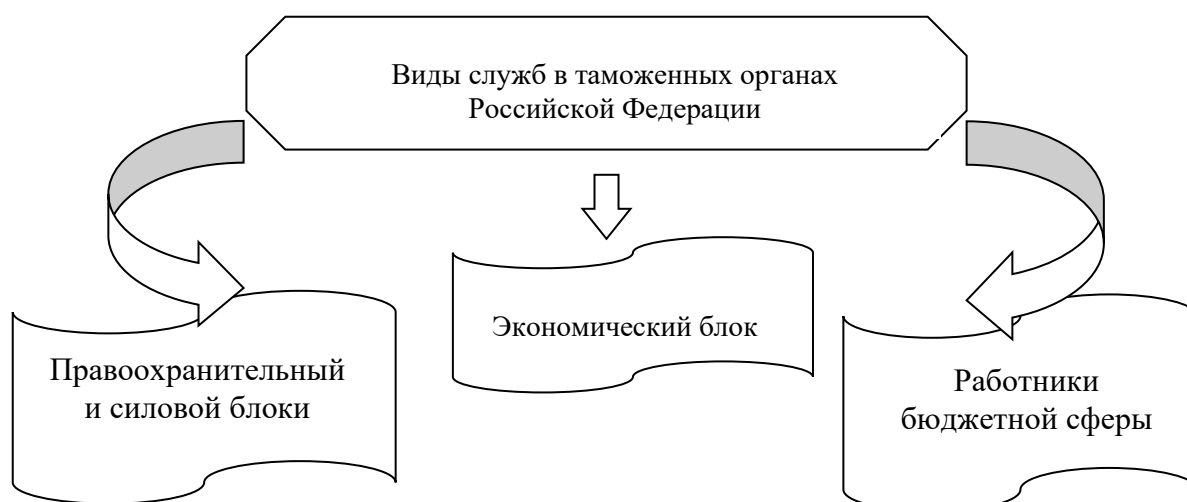 Виды служб в таможенных органах
Российской Федерации
Экономический блок
Правоохранительный
и силовой блоки
Работники
бюджетной сферы